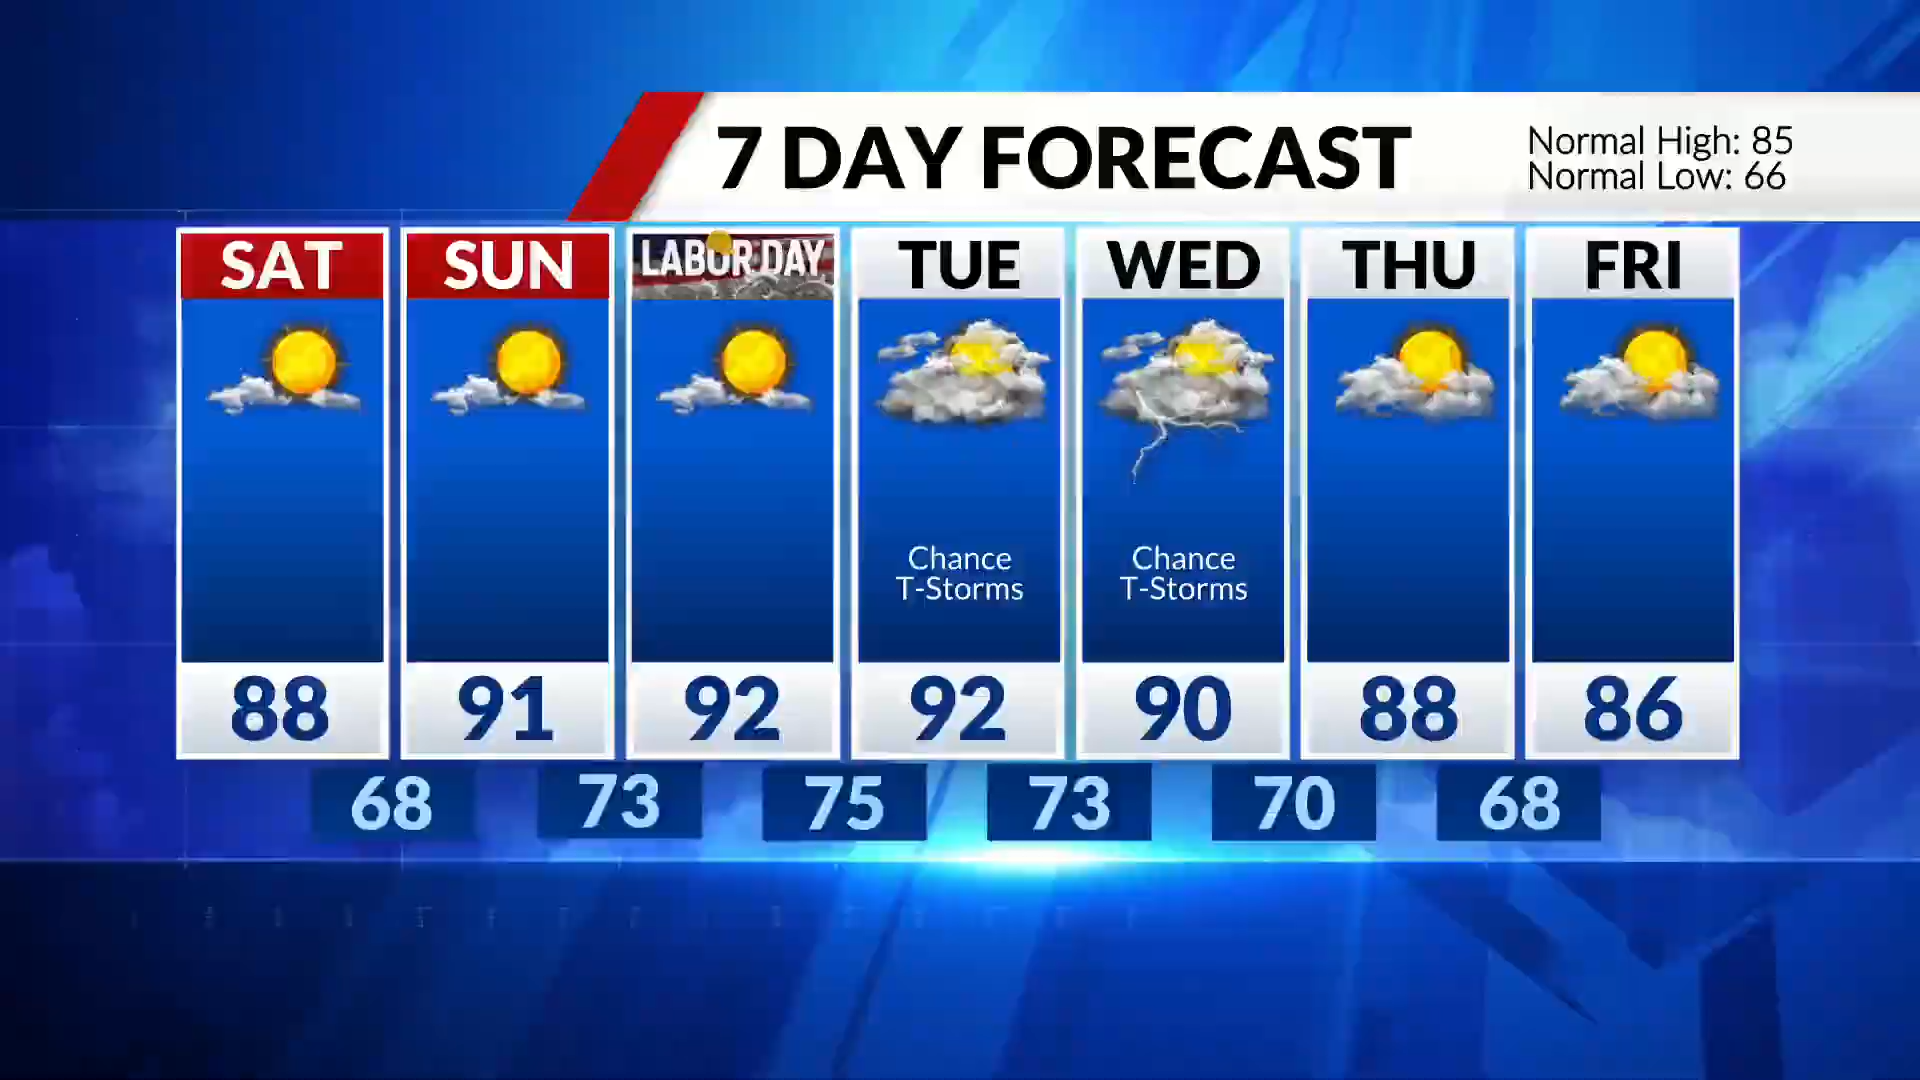 7 DAY FORECAST
Normal High: 85
Normal Low: 66
SAT
SUN
LABOR DAY
TUE
WED
THU
FRI
Chance
T-Storms
Chance
T-Storms
88
91
92
92
90
88
86
68
73
75
73
70
68